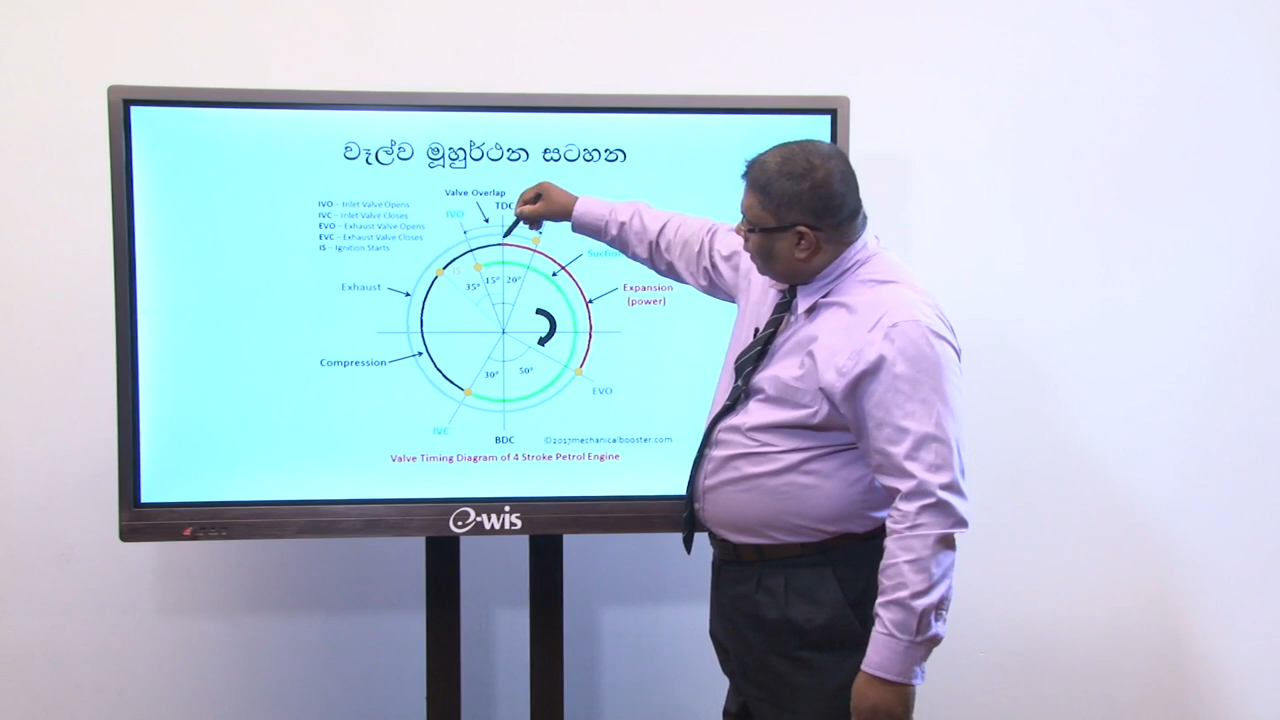 වෑල්ව මූහුර්ථන සටහන
Valve Overlap
IVO – Inlet Valve Opens
IVC – Inlet Valve Closes
EVO – Exhaust Valve Opens
EVC – Exhaust Valve Closes
IS – Ignition Starts
IVO
TDC
IS
Suction
35°
15°
20°
Exhaust
Expansion
(power)
Compression
30°
50°
EVO
IVC
BDC
©2017mechanicalbooster.com
Valve Timing Diagram of 4 Stroke Petrol Engine
e-wis